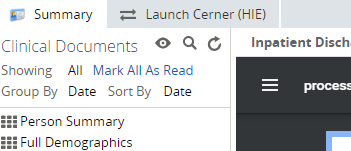 Summary
Launch Cerner (HIE)
Clinical Documents
Showing All Mark All As Read
Group By Date Sort By Date
Person Summary
Full Demographics
Inpatient Disch
process